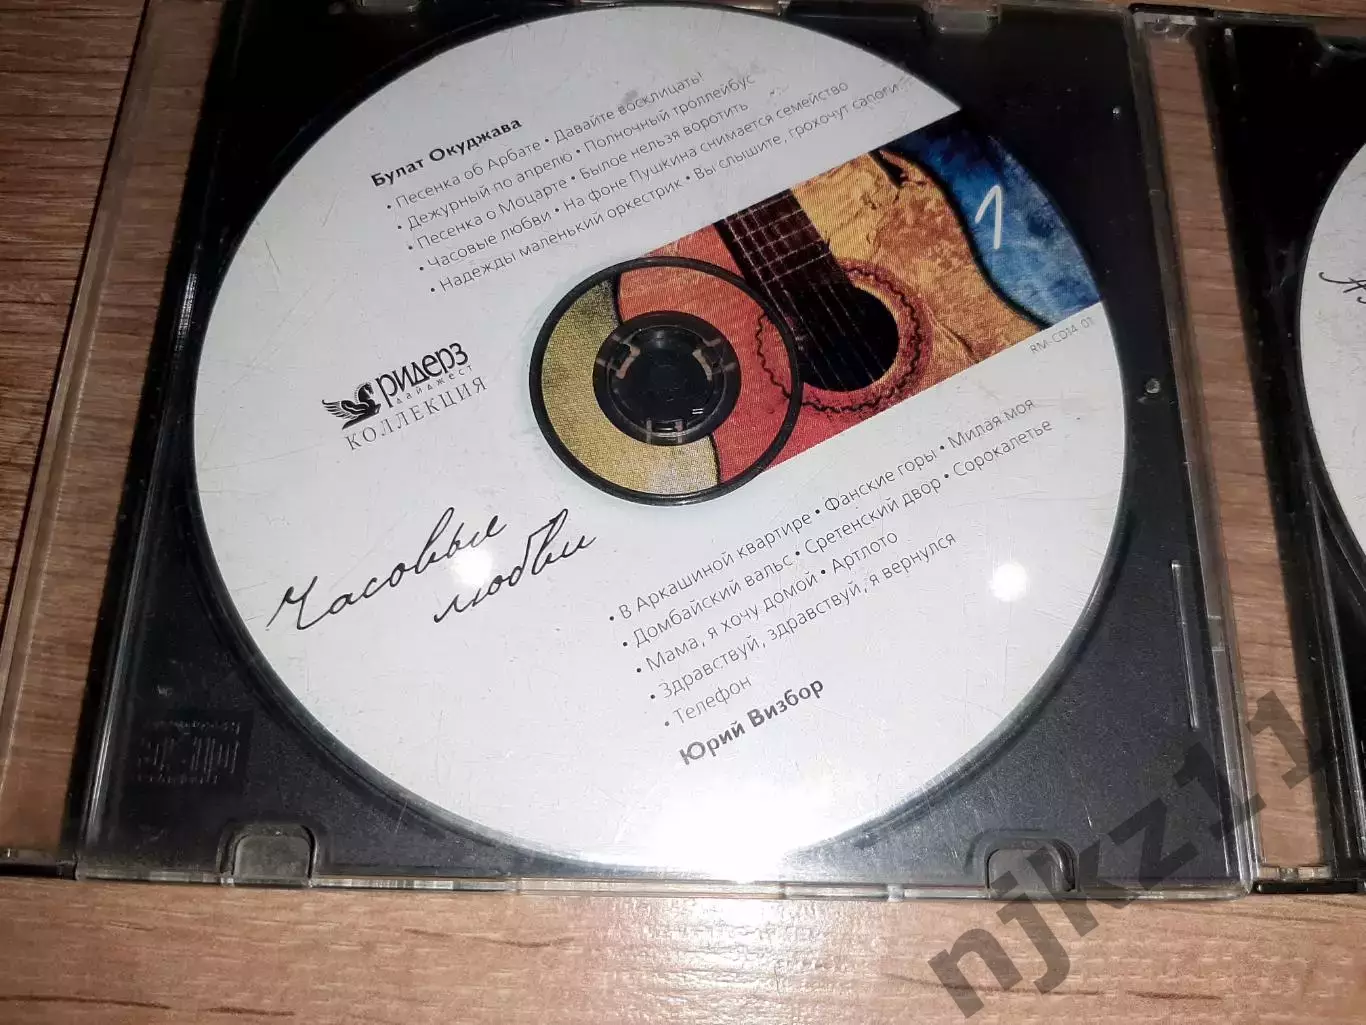 Булат Окуджава
• Песенка об Арбате • Давайте восклицать!
• Дежурный по апрелю • Полночный троллейбус
• Песенка о Моцарте • Былое нельзя воротить
• Часовые любви • На фоне Пушкина снимается семейство
• Надежды маленький оркестрик • Вы слышите, грохочут сапоги...
1
RM-CD14 01
ридерз
дайджест
КОЛЛЕКЦИЯ
Часовые
любви
• В Аркашиной квартире • Фанские горы • Милая моя
• Домбайский вальс • Сретенский двор • Сорокалетье
• Мама, я хочу домой • Артлото
• Здравствуй, здравствуй, я вернулся
• Телефон
Юрий Визбор
njkz11